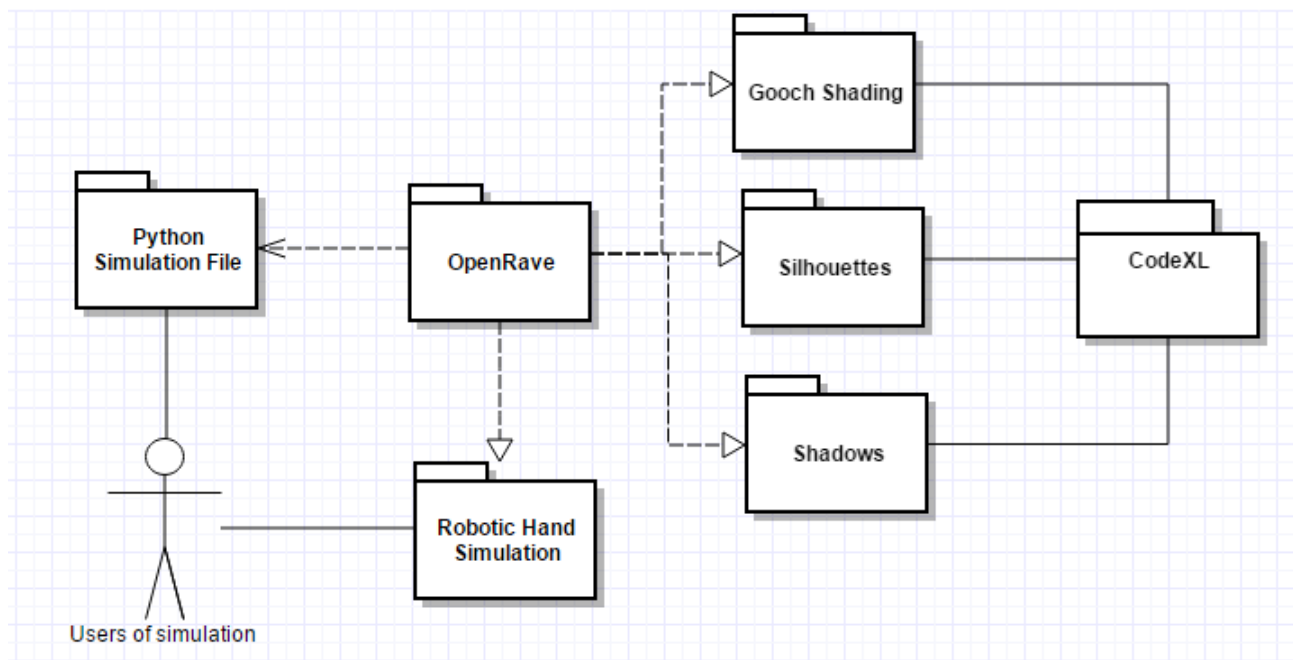 Gooch Shading
Python
Simulation File
OpenRave
Silhouettes
CodeXL
Shadows
Robotic Hand
Simulation
Users of simulation